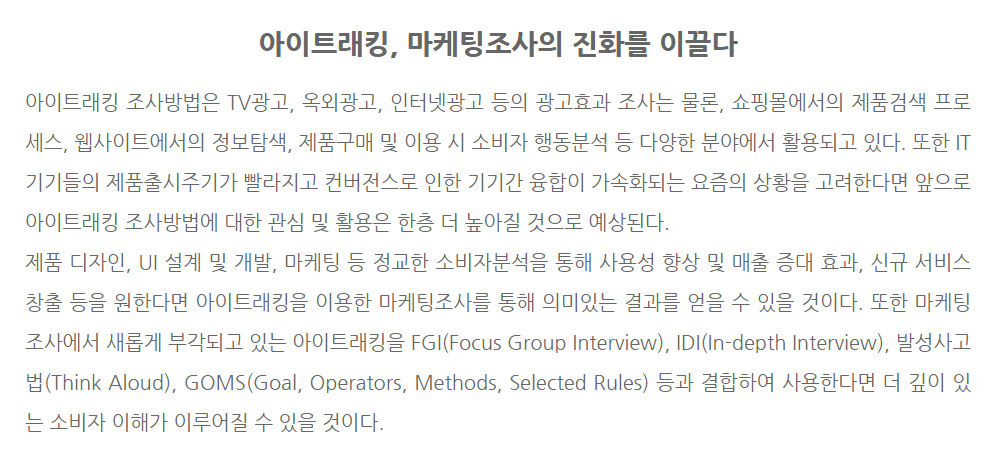 아이트래킹, 마케팅조사의 진화를 이끌다
아이트래킹 조사방법은 TV광고, 옥외광고, 인터넷광고 등의 광고효과 조사는 물론, 쇼핑몰에서의 제품검색 프로
세스, 웹사이트에서의 정보탐색, 제품구매 및 이용 시 소비자 행동분석 등 다양한 분야에서 활용되고 있다. 또한 IT
기기들의 제품출시주기가 빨라지고 컨버전스로 인한 기기간 융합이 가속화되는 요즘의 상황을 고려한다면 앞으로
아이트래킹 조사방법에 대한 관심 및 활용은 한층 더 높아질 것으로 예상된다.
제품 디자인, UI 설계 및 개발, 마케팅 등 정교한 소비자분석을 통해 사용성 향상 및 매출 증대 효과, 신규 서비스
창출 등을 원한다면 아이트래킹을 이용한 마케팅조사를 통해 의미있는 결과를 얻을 수 있을 것이다. 또한 마케팅
조사에서 새롭게 부각되고 있는 아이트래킹을 FGI(Focus Group Interview), IDI(In-depth Interview), 발성사고
법(Think Aloud), GOMS(Goal, Operators, Methods, Selected Rules) 등과 결합하여 사용한다면 더 깊이 있
는 소비자 이해가 이루어질 수 있을 것이다.